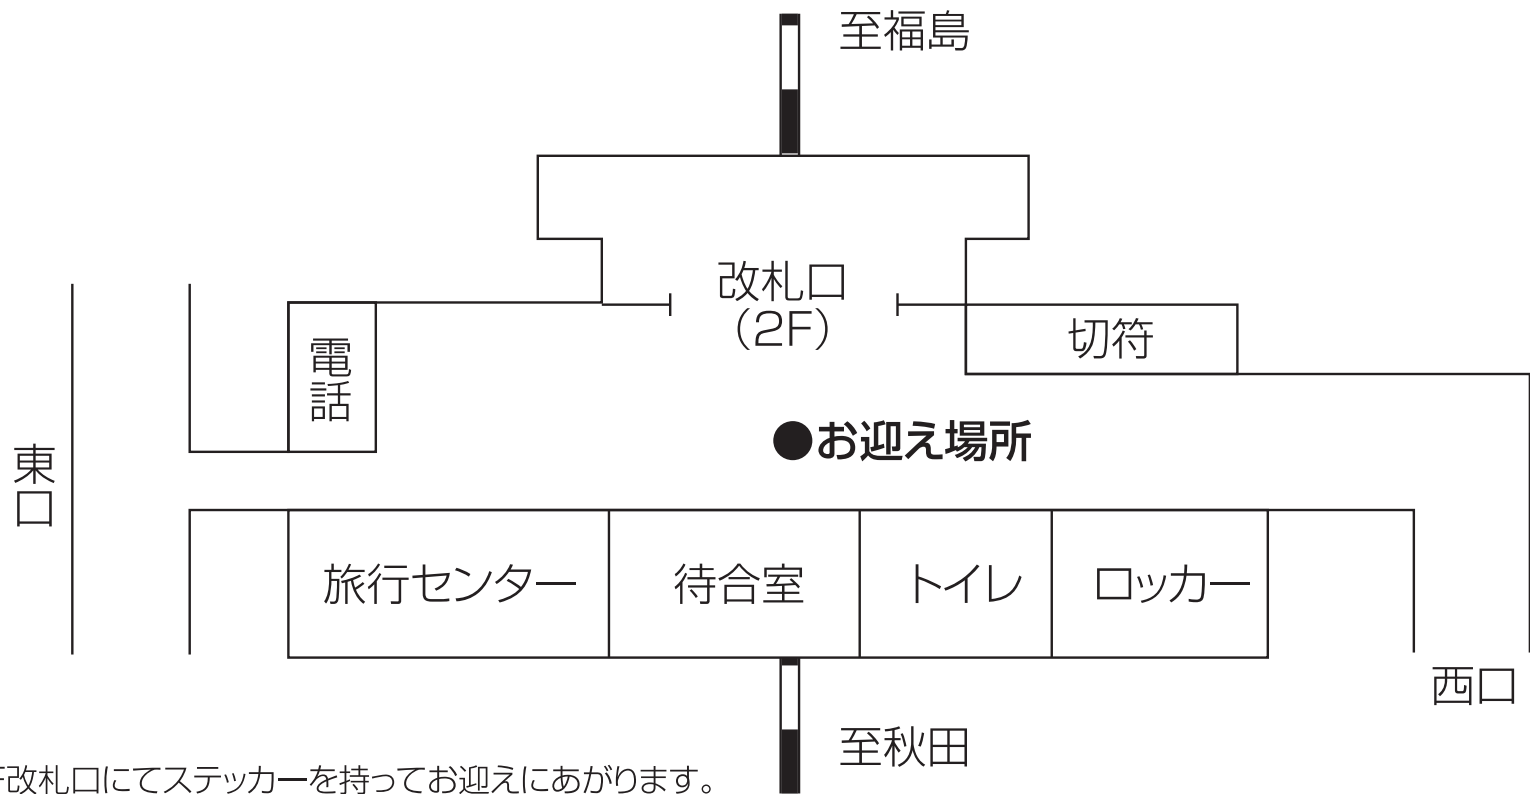 至福島
改札口
（2F）
切符
電話
●お迎え場所
東口
旅行センター
待合室
トイレ
ロッカー
西口
至秋田
改札口にてステッカーを持ってお迎えにあがります。